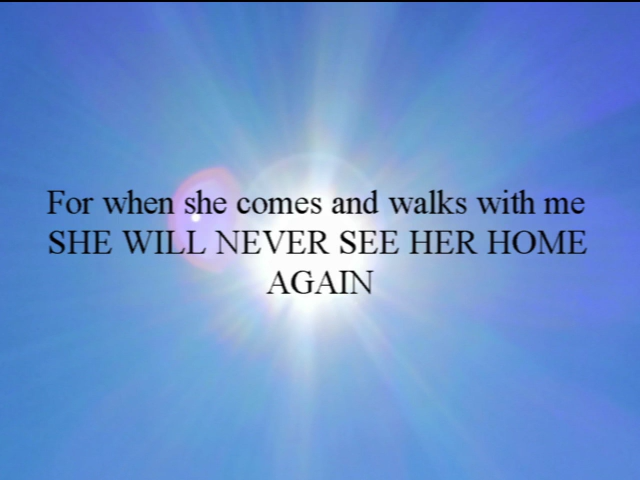 For when she comes and walks with me
SHE WILL NEVER SEE HER HOME
AGAIN